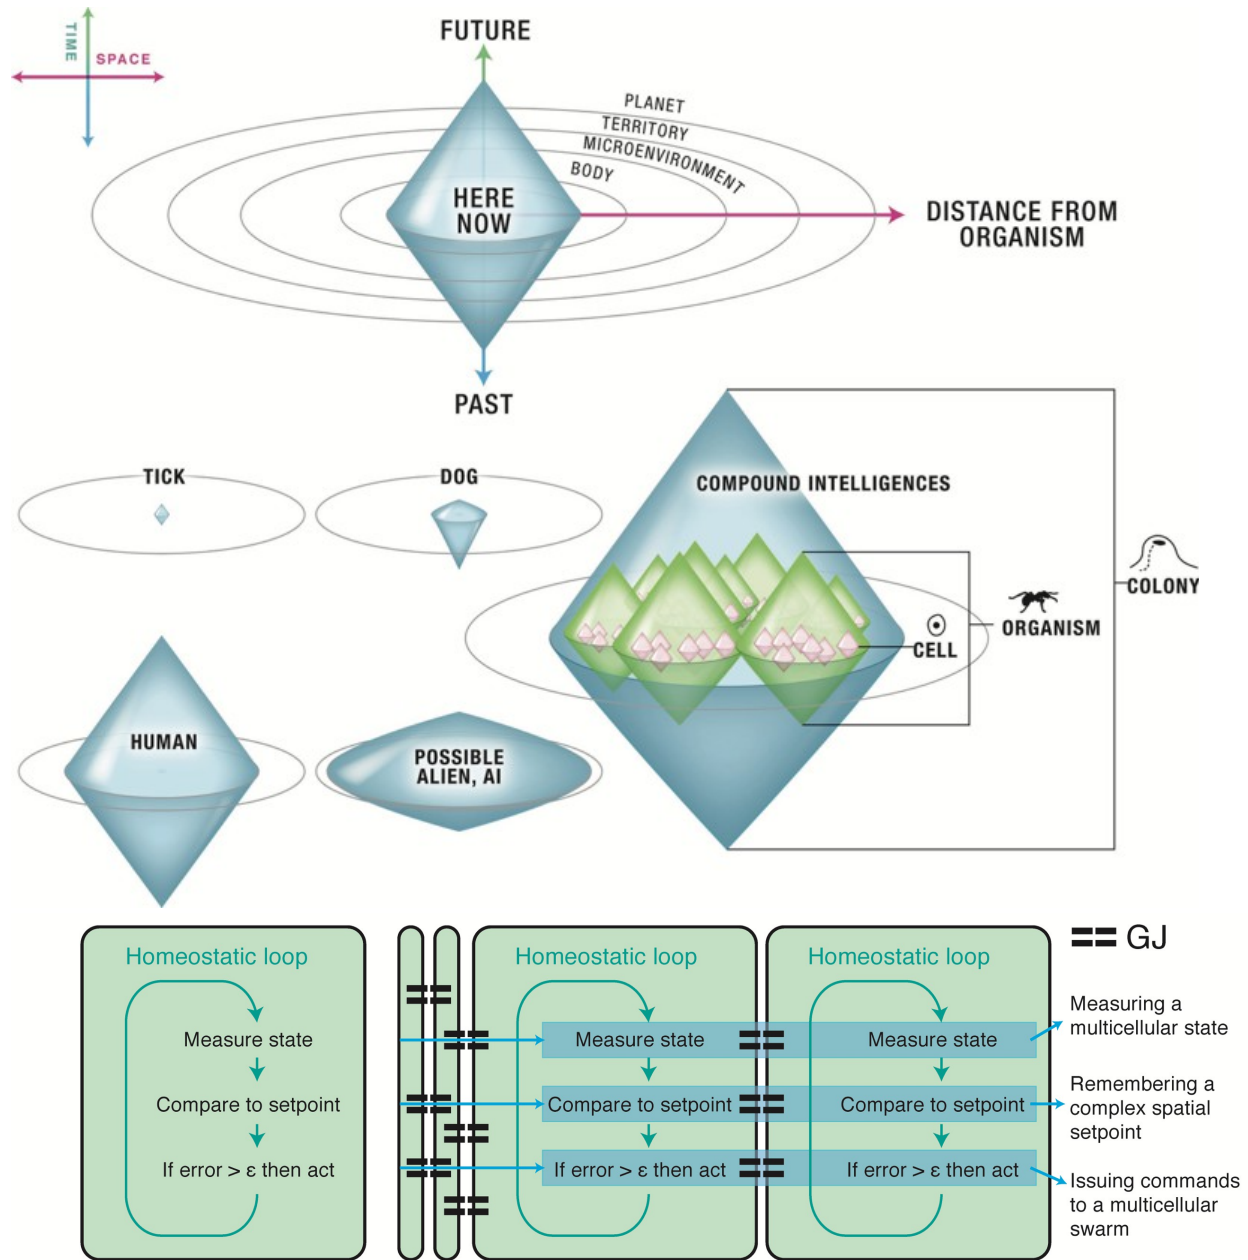 TIME
SPACE
FUTURE
PLANET
TERRITORY
MICROENVIRONMENT
BODY
HERE
NOW
DISTANCE FROM
ORGANISM
PAST
TICK
DOG
COMPOUND INTELLIGENCES
COLONY
ORGANISM
CELL
HUMAN
POSSIBLE
ALIEN, AI
Homeostatic loop
Measure state
Compare to setpoint
If error > ε then act
Homeostatic loop
Measure state
Compare to setpoint
If error > ε then act
Homeostatic loop
Measure state
Compare to setpoint
If error > ε then act
GJ
Measuring a
multicellular state
Remembering a
complex spatial
setpoint
Issuing commands
to a multicellular
swarm